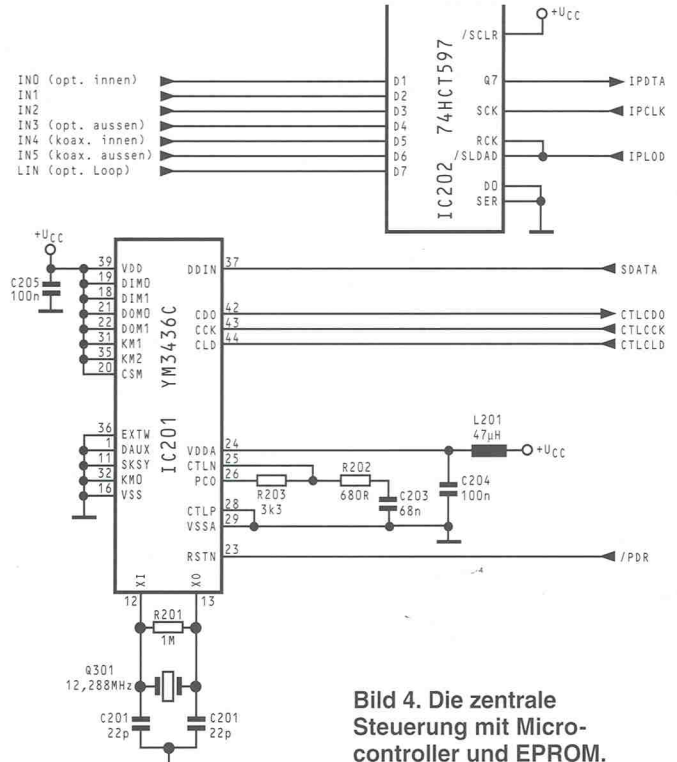 +UCC
/SCLR
IN0 (opt. innen) D1 Q7 IPDTA
IN1 D2
IN2 D3 SCK IPCLK
IN3 (opt. aussen) D4
IN4 (koax. innen) D5 RCK
IN5 (koax. aussen) D6 /SLDAD IPLOD
LIN (opt. Loop) D7
D0
SER
74HCT597
IC202
+UCC
C205
100n
39 VDD
19 DIM0
18 DIM1
21 DOM0
22 DOM1
31 KM1
35 KM2
20 CSM
36 EXTW
1 DAUX
11 SKSY
32 KM0
16 VSS
YM3436C
IC201
DDIN 37 SDATA
CDO 42 CTLCDO
CCK 43 CTLCCK
CLD 44 CTLCLD
L201
47µH
VDDA 24 +UCC
CTLN 25
PCO 26
R203
3k3
R202
680R
C203
68n
C204
100n
CTLP 28
VSSA 29
RSTN 23 /PDR
XI XO
12 13
R201
1M
Q301
12,288MHz
C201 C201
22p 22p
Bild 4. Die zentrale
Steuerung mit Micro-
controller und EPROM.